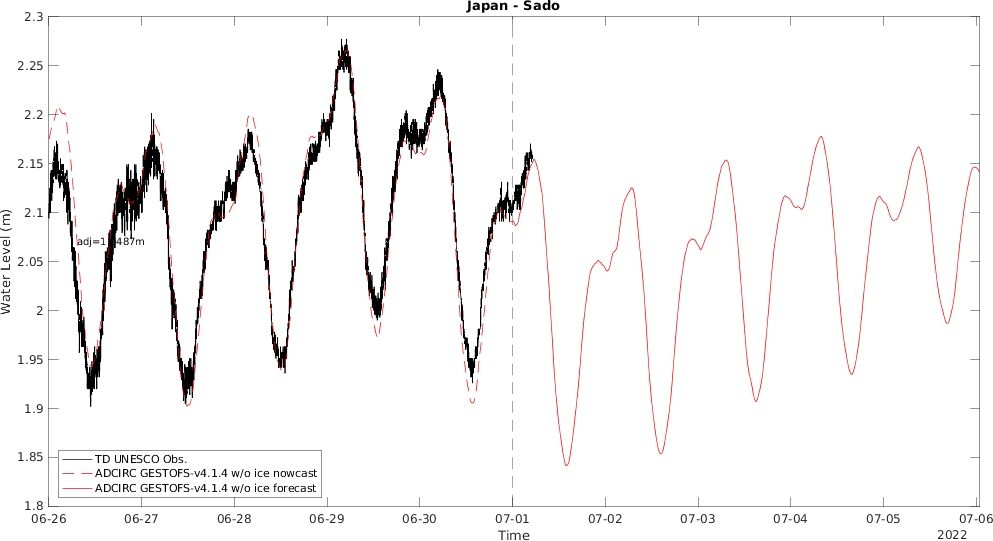 Japan - Sado
2.3
2.25
2.2
2.15
2.1
2.05
2
1.95
1.9
1.85
1.8
Water Level (m)
TD UNESCO Obs.
ADCIRC GESTOFS-v4.1.4 w/o ice nowcast
ADCIRC GESTOFS-v4.1.4 w/o ice forecast
06-26 06-27 06-28 06-29 06-30 07-01 07-02 07-03 07-04 07-05 07-06
Time
2022